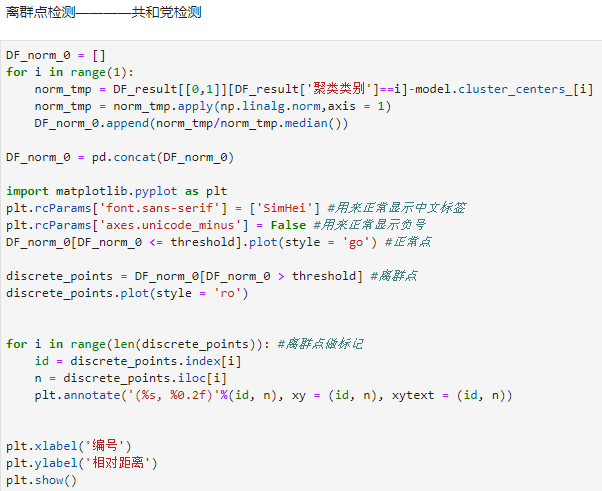 离群点检测————共和党检测
DF_norm_0 = []
for i in range(1):
    norm_tmp = DF_result[[0,1]][DF_result['聚类类别']==i]-model.cluster_centers_[i]
    norm_tmp = norm_tmp.apply(np.linalg.norm,axis = 1)
    DF_norm_0.append(norm_tmp/norm_tmp.median())
DF_norm_0 = pd.concat(DF_norm_0)
import matplotlib.pyplot as plt
plt.rcParams['font.sans-serif'] = ['SimHei'] #用来正常显示中文标签
plt.rcParams['axes.unicode_minus'] = False #用来正常显示负号
DF_norm_0[DF_norm_0 <= threshold].plot(style = 'go') #正常点
discrete_points = DF_norm_0[DF_norm_0 > threshold] #离群点
discrete_points.plot(style = 'ro')
for i in range(len(discrete_points)): #离群点做标记
    id = discrete_points.index[i]
    n = discrete_points.iloc[i]
    plt.annotate('(%s, %0.2f)'%(id, n), xy = (id, n), xytext = (id, n))
plt.xlabel('编号')
plt.ylabel('相对距离')
plt.show()